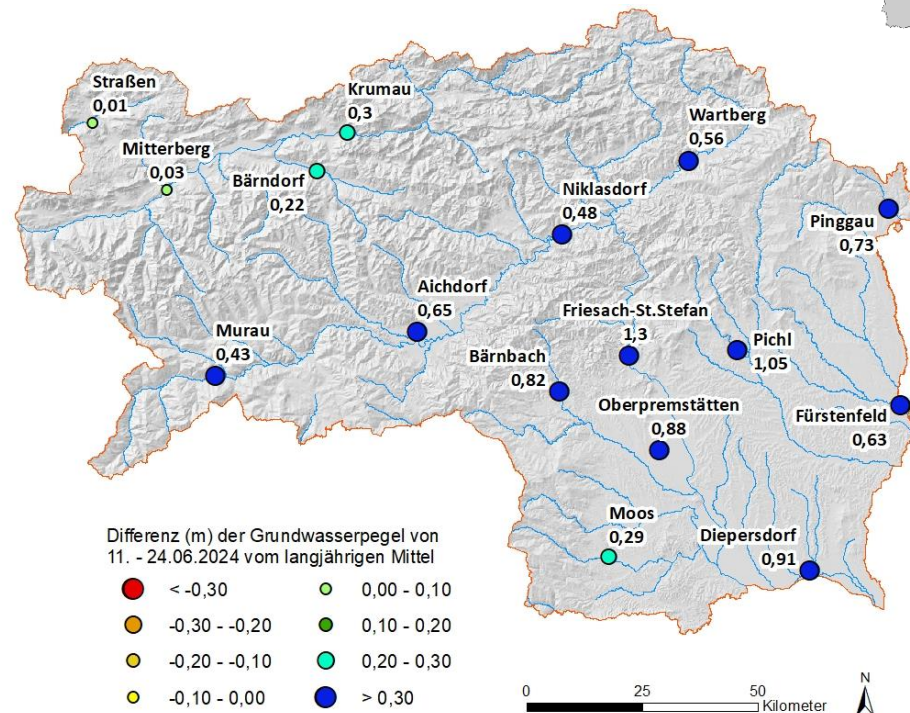 Straßen
0,01
Krumau
0,3
Wartberg
0,56
Mitterberg
0,03
Bärndorf
0,22
Niklasdorf
0,48
Pinggau
0,73
Aichdorf
0,65
Friesach-St.Stefan
1,3
Murau
0,43
Pichl
1,05
Bärnbach
0,82
Oberpremstätten
0,88
Fürstenfeld
0,63
Moos
0,29
Diepersdorf
0,91
Differenz (m) der Grundwasserpegel von
11. - 24.06.2024 vom langjährigen Mittel
< -0,30
-0,30 - -0,20
-0,20 - -0,10
-0,10 - 0,00
0,00 - 0,10
0,10 - 0,20
0,20 - 0,30
> 0,30
0 25 50
Kilometer
N